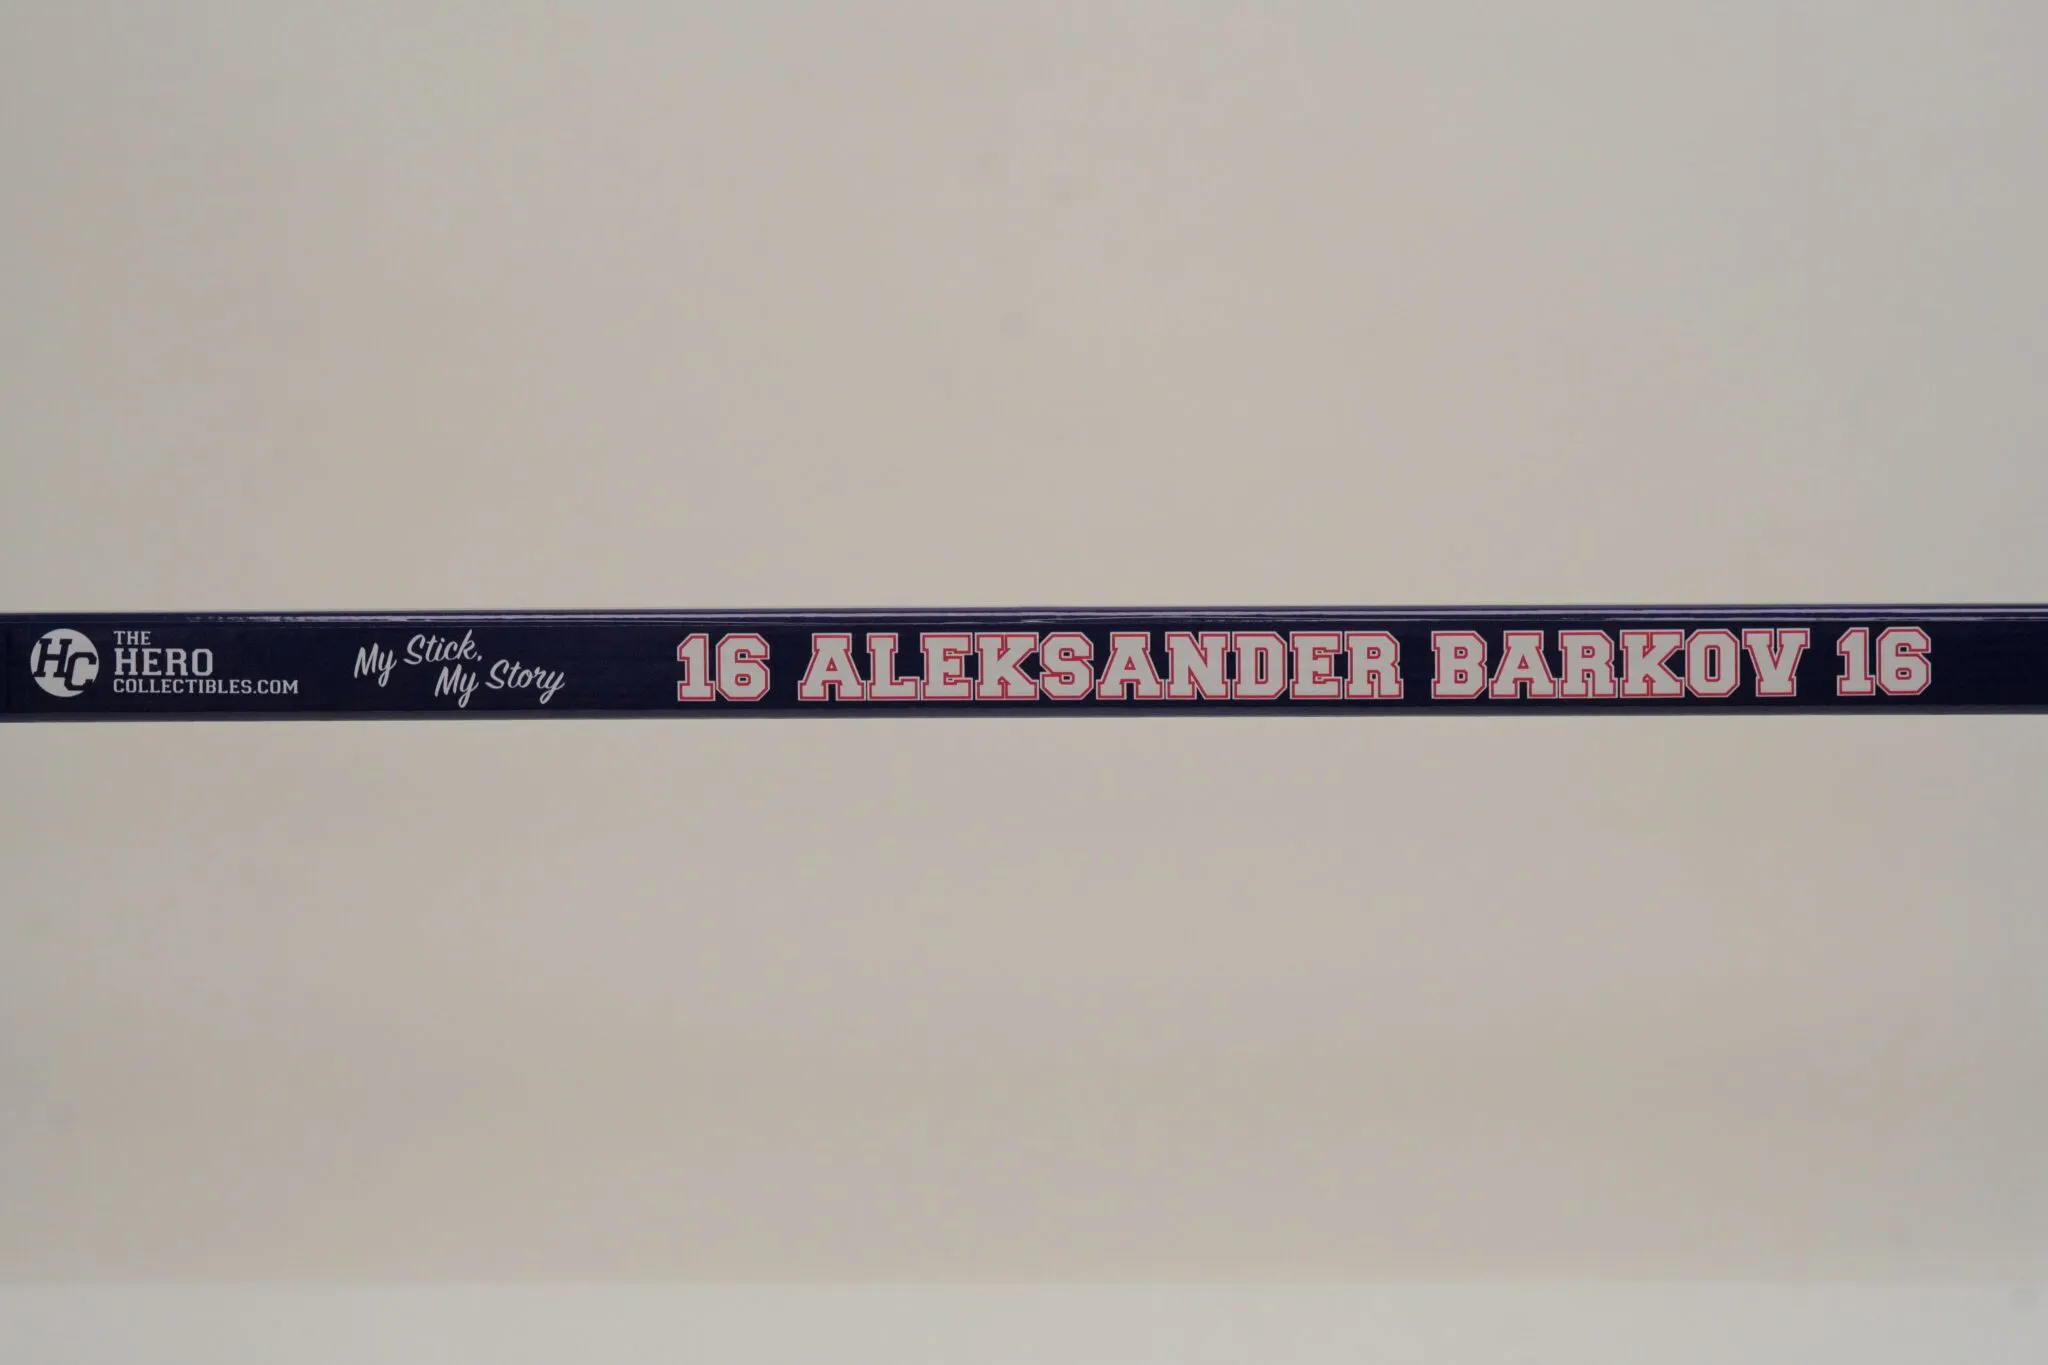 HC
THE
HERO
COLLECTIBLES.COM
My Stick,
My Story
16 ALEKSANDER BARKOV 16